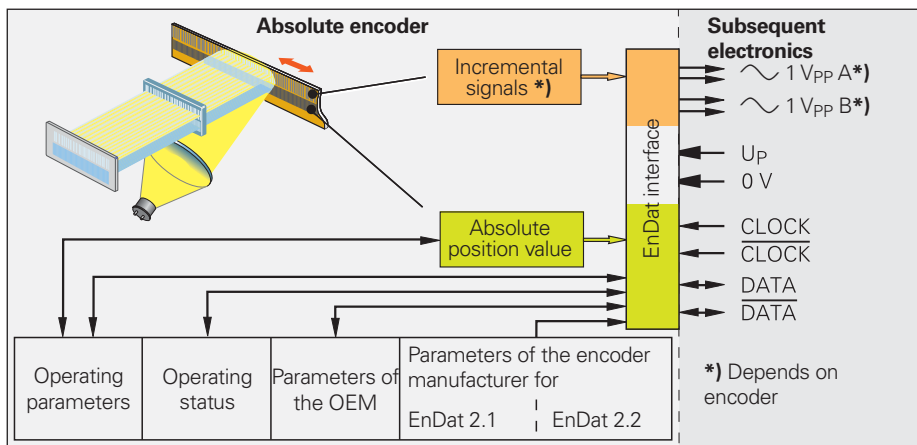 Absolute encoder
Subsequent
electronics
Incremental
signals *)
1 VPP A*)
1 VPP B*)
EnDat interface
UP
0 V
Absolute
position value
CLOCK
CLOCK
DATA
DATA
Operating
parameters
Operating
status
Parameters of
the OEM
Parameters of the encoder
manufacturer for
EnDat 2.1
EnDat 2.2
*) Depends on
encoder